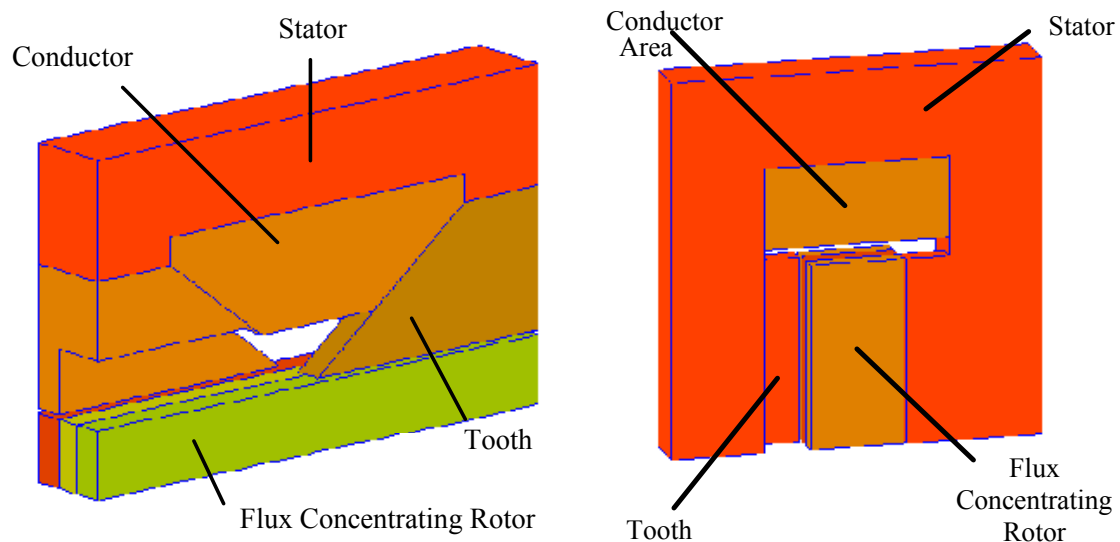 Conductor
Stator
Tooth
Flux Concentrating Rotor
Conductor
Area
Stator
Tooth
Flux
Concentrating
Rotor